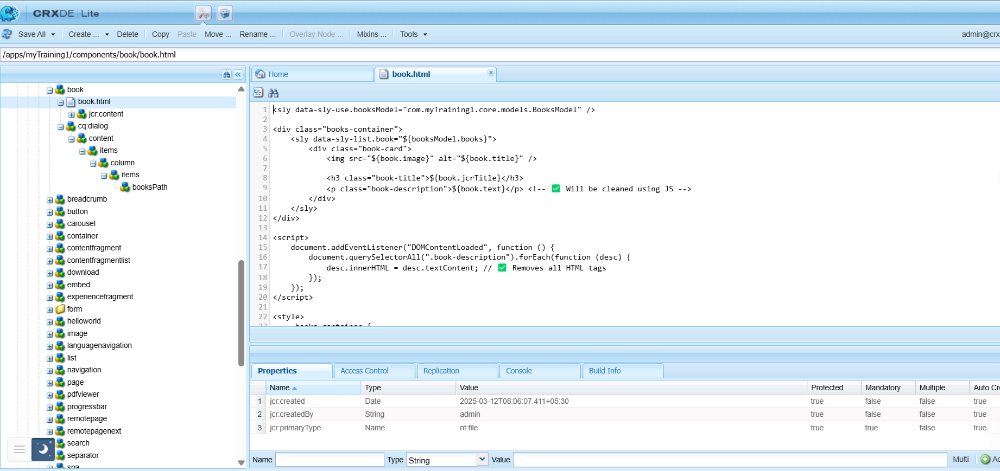 CRXDE | Lite
Save All Create ... Delete Copy Paste Move ... Rename ... Overlay Node ... Mixins ... Tools admin@crx
/apps/myTraining1/components/book/book.html
book
book.html
jcr:content
cq:dialog
content
items
column
items
booksPath
breadcrumb
button
carousel
container
contentfragment
contentfragmentlist
download
embed
experiencefragment
form
helloworld
image
languagenavigation
list
navigation
page
pdfviewer
progressbar
remotepage
remotepagenext
search
separator
spa
Home book.html
1 <sly data-sly-use.booksModel="com.myTraining1.core.models.BooksModel" />
2
3 <div class="books-container">
4 <sly data-sly-list.book="${booksModel.books}">
5 <div class="book-card">
6 <img src="${book.image}" alt="${book.title}" />
7
8 <h3 class="book-title">${book.jcrTitle}</h3>
9 <p class="book-description">${book.text}</p> <!-- ✅ Will be cleaned using JS -->
10 </div>
11 </sly>
12 </div>
13
14 <script>
15 document.addEventListener("DOMContentLoaded", function () {
16 document.querySelectorAll(".book-description").forEach(function (desc) {
17 desc.innerHTML = desc.textContent; // ✅ Removes all HTML tags
18 });
19 });
20 </script>
21
22 <style>
23 .books-container {
Properties Access Control Replication Console Build Info
Name Type Value Protected Mandatory Multiple Auto Cr
1 jcr:created Date 2025-03-12T08:06:07.411+05:30 true false false true
2 jcr:createdBy String admin true false false true
3 jcr:primaryType Name nt:file true true false true
Name Type String Value Multi Ac